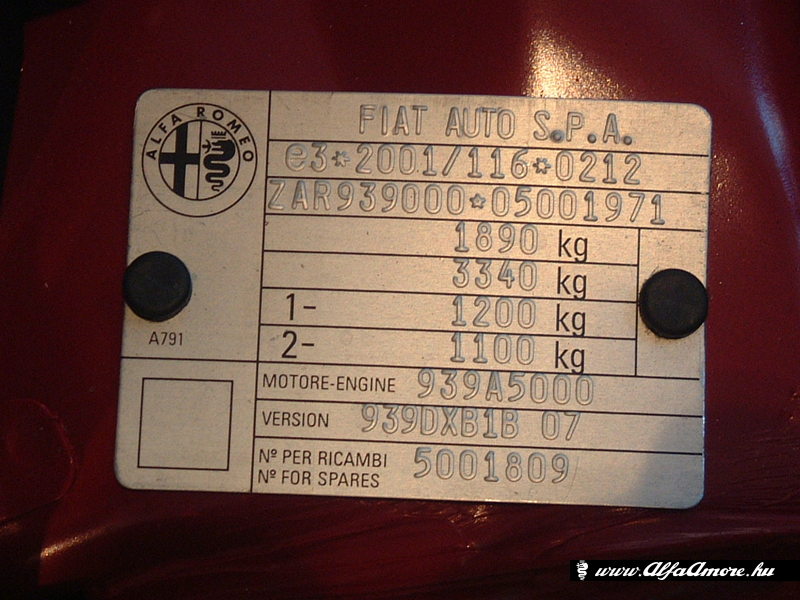 ALFA ROMEO
FIAT AUTO S.P.A.
e3*2001/116*0212
ZAR939000*05001971
1890 kg
3340 kg
1- 1200 kg
2- 1100 kg
A791
MOTORE-ENGINE 939A5000
VERSION 939DXB1B 07
Nº PER RICAMBI 5001809
Nº FOR SPARES
www.AlfaAmore.hu